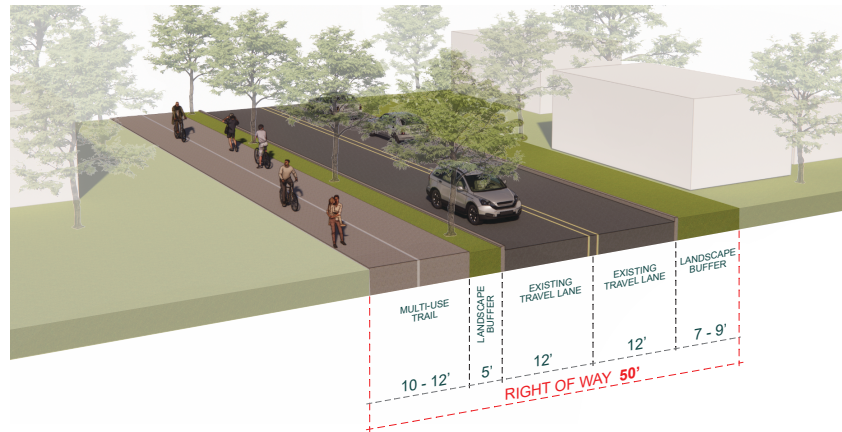 MULTI-USE
TRAIL
LANDSCAPE
BUFFER
EXISTING
TRAVEL LANE
EXISTING
TRAVEL LANE
LANDSCAPE
BUFFER
10 - 12'
5'
12'
12'
7 - 9'
RIGHT OF WAY 50'